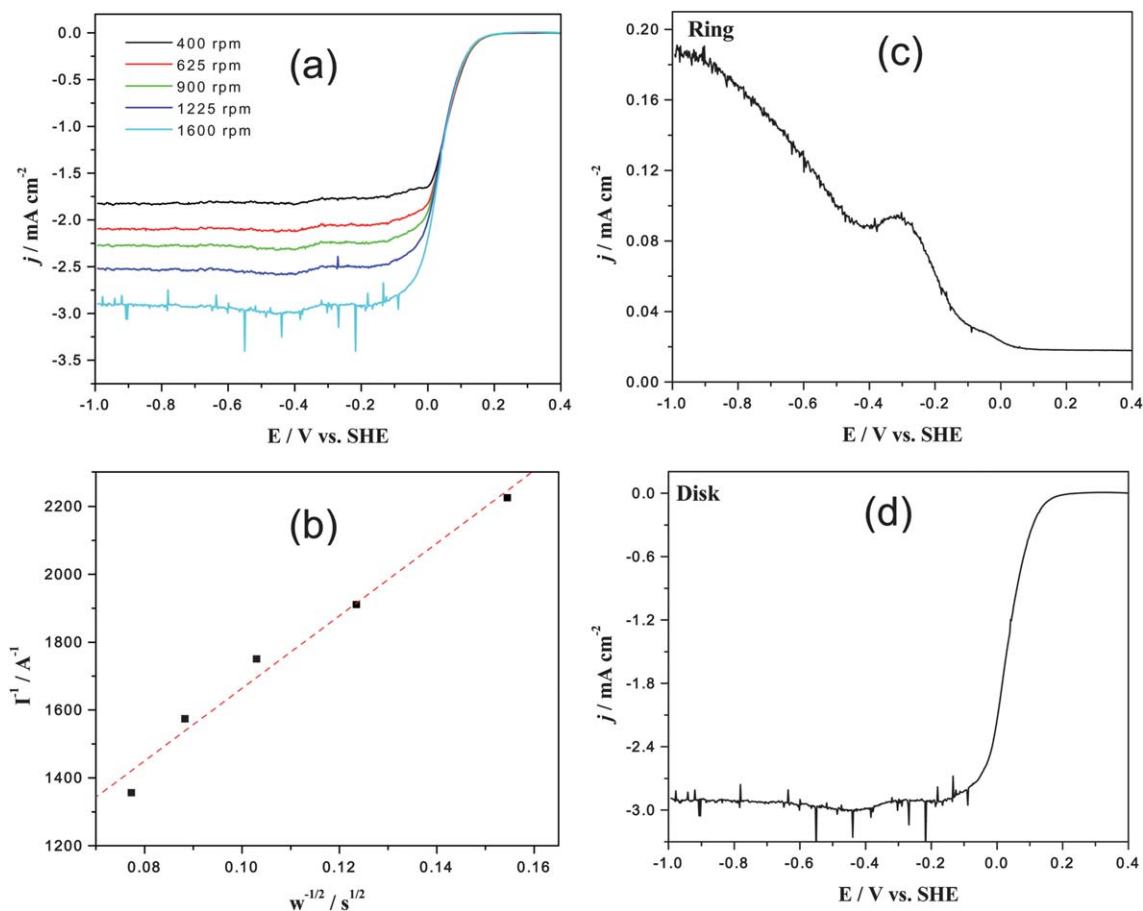 (a)
400 rpm
625 rpm
900 rpm
1225 rpm
1600 rpm
0.0
-0.5
-1.0
-1.5
-2.0
-2.5
-3.0
-3.5
j / mA cm-2
-1.0 -0.8 -0.6 -0.4 -0.2 0.0 0.2 0.4
E / V vs. SHE
Ring
(c)
0.20
0.16
0.12
0.08
0.04
0.00
j / mA cm-2
-1.0 -0.8 -0.6 -0.4 -0.2 0.0 0.2 0.4
E / V vs. SHE
(b)
2200
2000
1800
1600
1400
1200
I-1 / A-1
0.08 0.10 0.12 0.14 0.16
w-1/2 / s1/2
Disk
(d)
0.0
-0.6
-1.2
-1.8
-2.4
-3.0
j / mA cm-2
-1.0 -0.8 -0.6 -0.4 -0.2 0.0 0.2 0.4
E / V vs. SHE